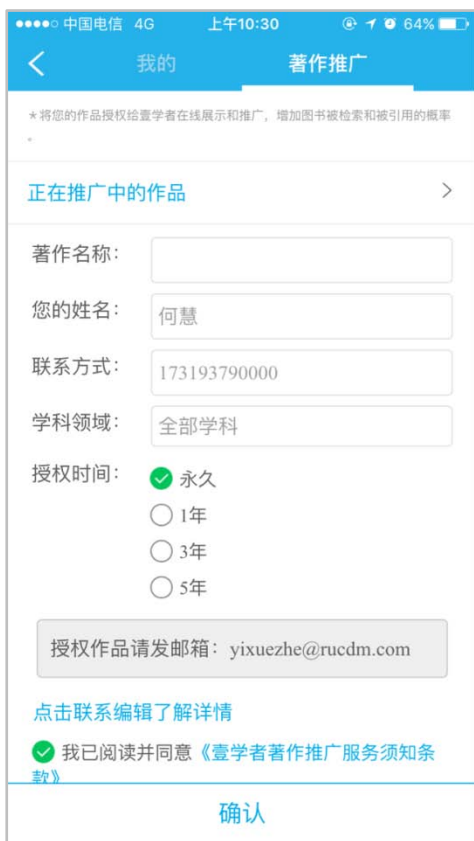 中国电信 4G 上午10:30 64%
我的 著作推广
*将您的作品授权给壹学者在线展示和推广，增加图书被检索和被引用的概率
。
正在推广中的作品
著作名称：
您的姓名： 何慧
联系方式： 173193790000
学科领域： 全部学科
授权时间： 永久
1年
3年
5年
授权作品请发邮箱：yixuezhe@rucdm.com
点击联系编辑了解详情
我已阅读并同意《壹学者著作推广服务须知条
款》
确认